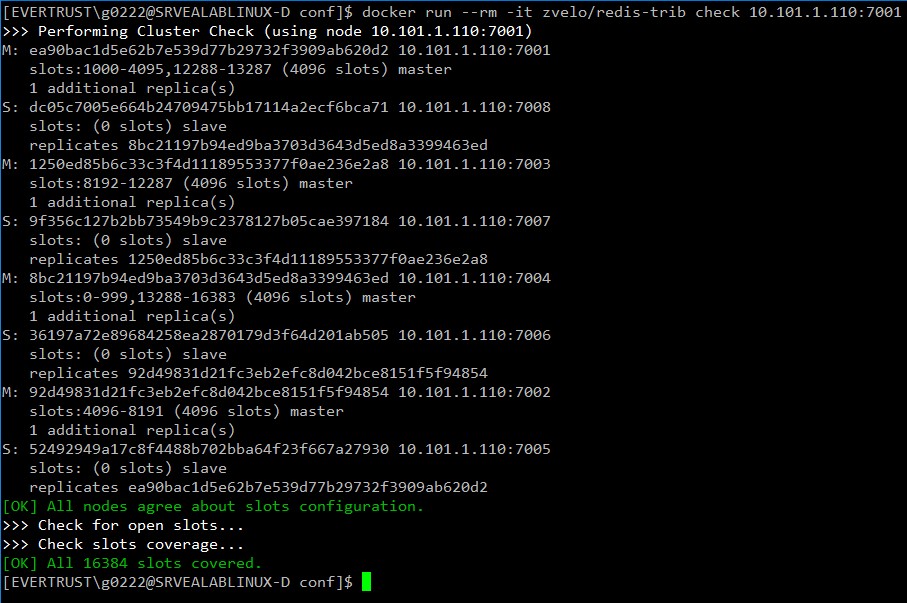 [EVERTRUST\g0222@SRVEALABLINUX-D conf]$ docker run --rm -it zvelo/redis-trib check 10.101.1.110:7001
>>> Performing Cluster Check (using node 10.101.1.110:7001)
M: ea90bac1d5e62b7e539d77b29732f3909ab620d2 10.101.1.110:7001
   slots:1000-4095,12288-13287 (4096 slots) master
   1 additional replica(s)
S: dc05c7005e664b24709475bb17114a2ecf6bca71 10.101.1.110:7008
   slots: (0 slots) slave
   replicates 8bc21197b94ed9ba3703d3643d5ed8a3399463ed
M: 1250ed85b6c33c3f4d11189553377f0ae236e2a8 10.101.1.110:7003
   slots:8192-12287 (4096 slots) master
   1 additional replica(s)
S: 9f356c127b2bb73549b9c2378127b05cae397184 10.101.1.110:7007
   slots: (0 slots) slave
   replicates 1250ed85b6c33c3f4d11189553377f0ae236e2a8
M: 8bc21197b94ed9ba3703d3643d5ed8a3399463ed 10.101.1.110:7004
   slots:0-999,13288-16383 (4096 slots) master
   1 additional replica(s)
S: 36197a72e89684258ea2870179d3f64d201ab505 10.101.1.110:7006
   slots: (0 slots) slave
   replicates 92d49831d21fc3eb2efc8d042bce8151f5f94854
M: 92d49831d21fc3eb2efc8d042bce8151f5f94854 10.101.1.110:7002
   slots:4096-8191 (4096 slots) master
   1 additional replica(s)
S: 52492949a17c8f4488b702bba64f23f667a27930 10.101.1.110:7005
   slots: (0 slots) slave
   replicates ea90bac1d5e62b7e539d77b29732f3909ab620d2
[OK] All nodes agree about slots configuration.
>>> Check for open slots...
>>> Check slots coverage...
[OK] All 16384 slots covered.
[EVERTRUST\g0222@SRVEALABLINUX-D conf]$